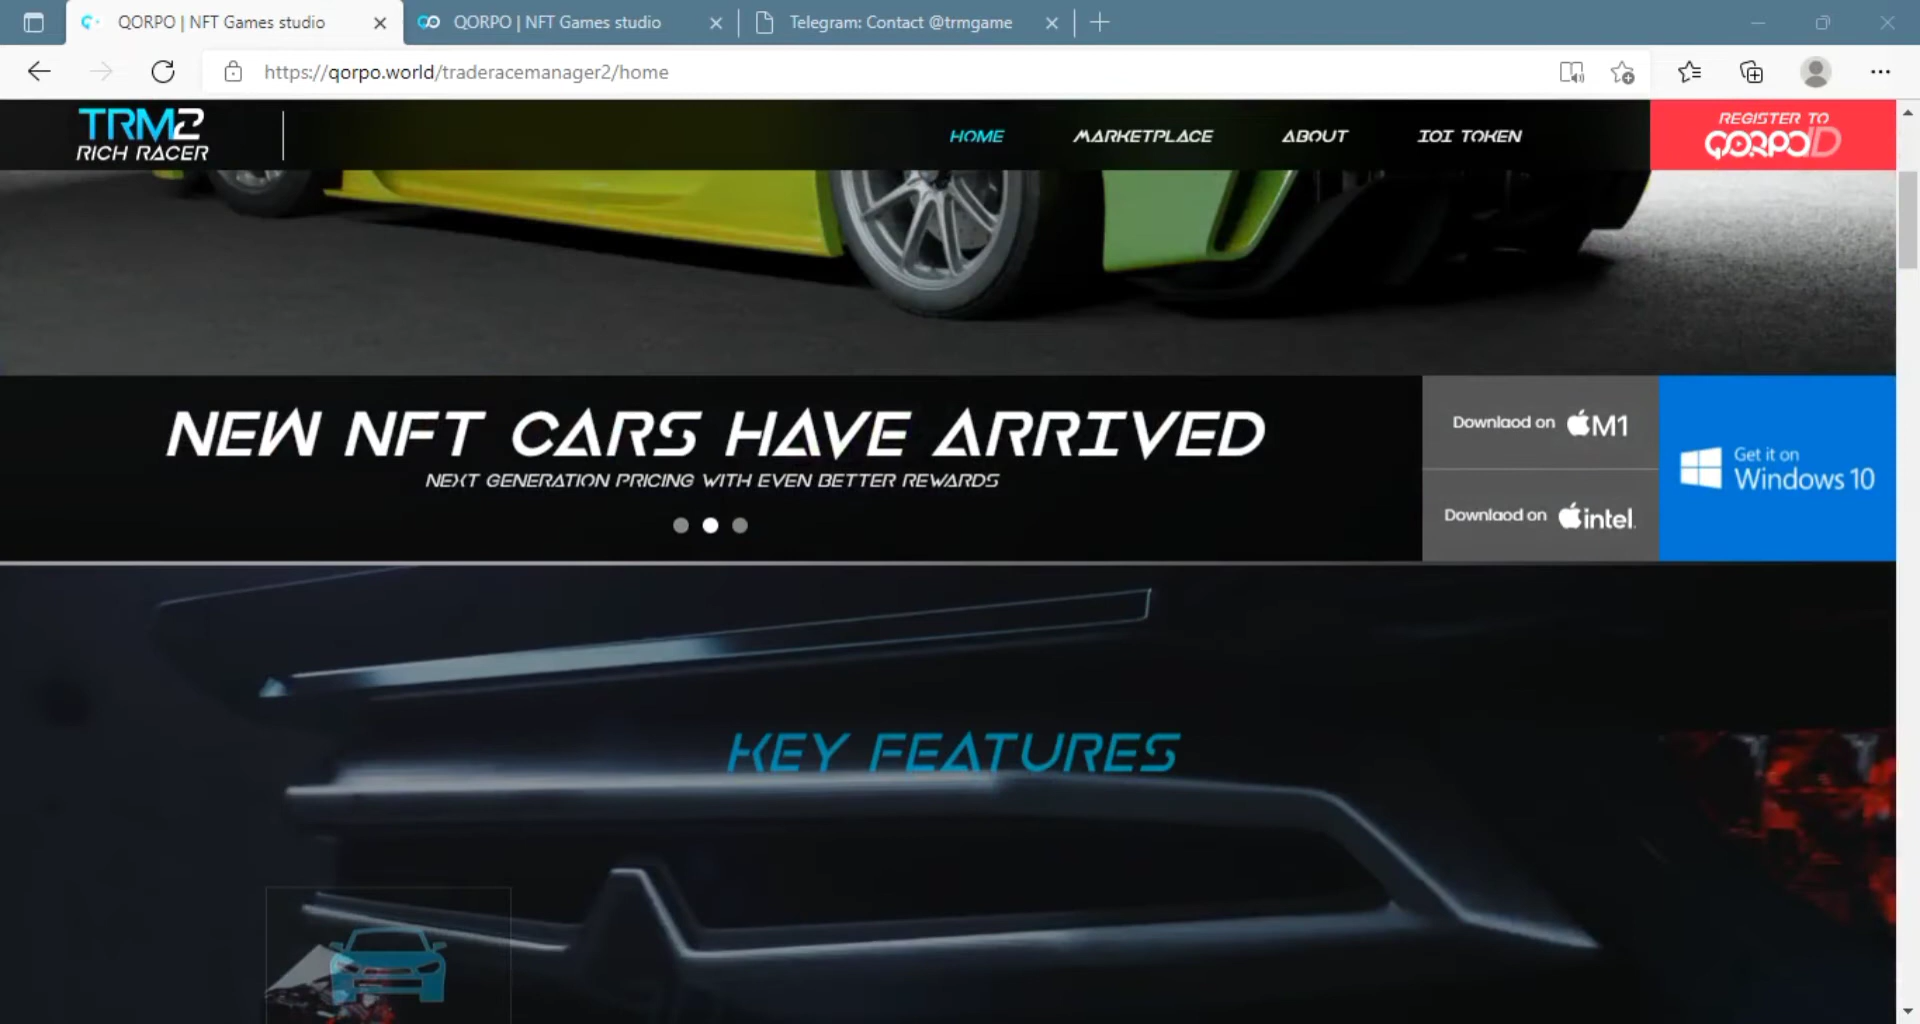 QORPO | NFT Games studio
QORPO | NFT Games studio
Telegram: Contact @trmgame
https://qorpo.world/traderacemanager2/home
TRM2
RICH RACER
HOME
MARKETPLACE
ABOUT
IOI TOKEN
REGISTER TO
QORPO ID
NEW NFT CARS HAVE ARRIVED
NEXT GENERATION PRICING WITH EVEN BETTER REWARDS
Downlaod on M1
Downlaod on intel.
Get it on
Windows 10
KEY FEATURES